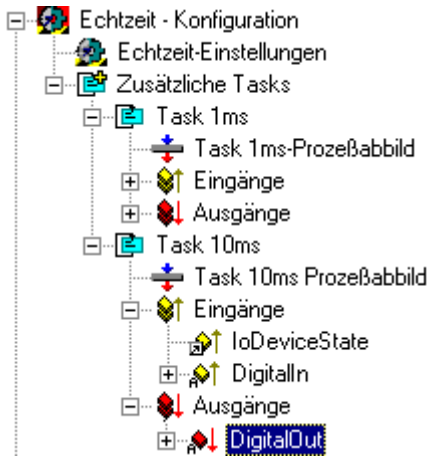 Echtzeit - Konfiguration
Echtzeit-Einstellungen
Zusätzliche Tasks
Task 1ms
Task 1ms-Prozeßabbild
Eingänge
Ausgänge
Task 10ms
Task 10ms Prozeßabbild
Eingänge
IoDeviceState
DigitalIn
Ausgänge
DigitalOut